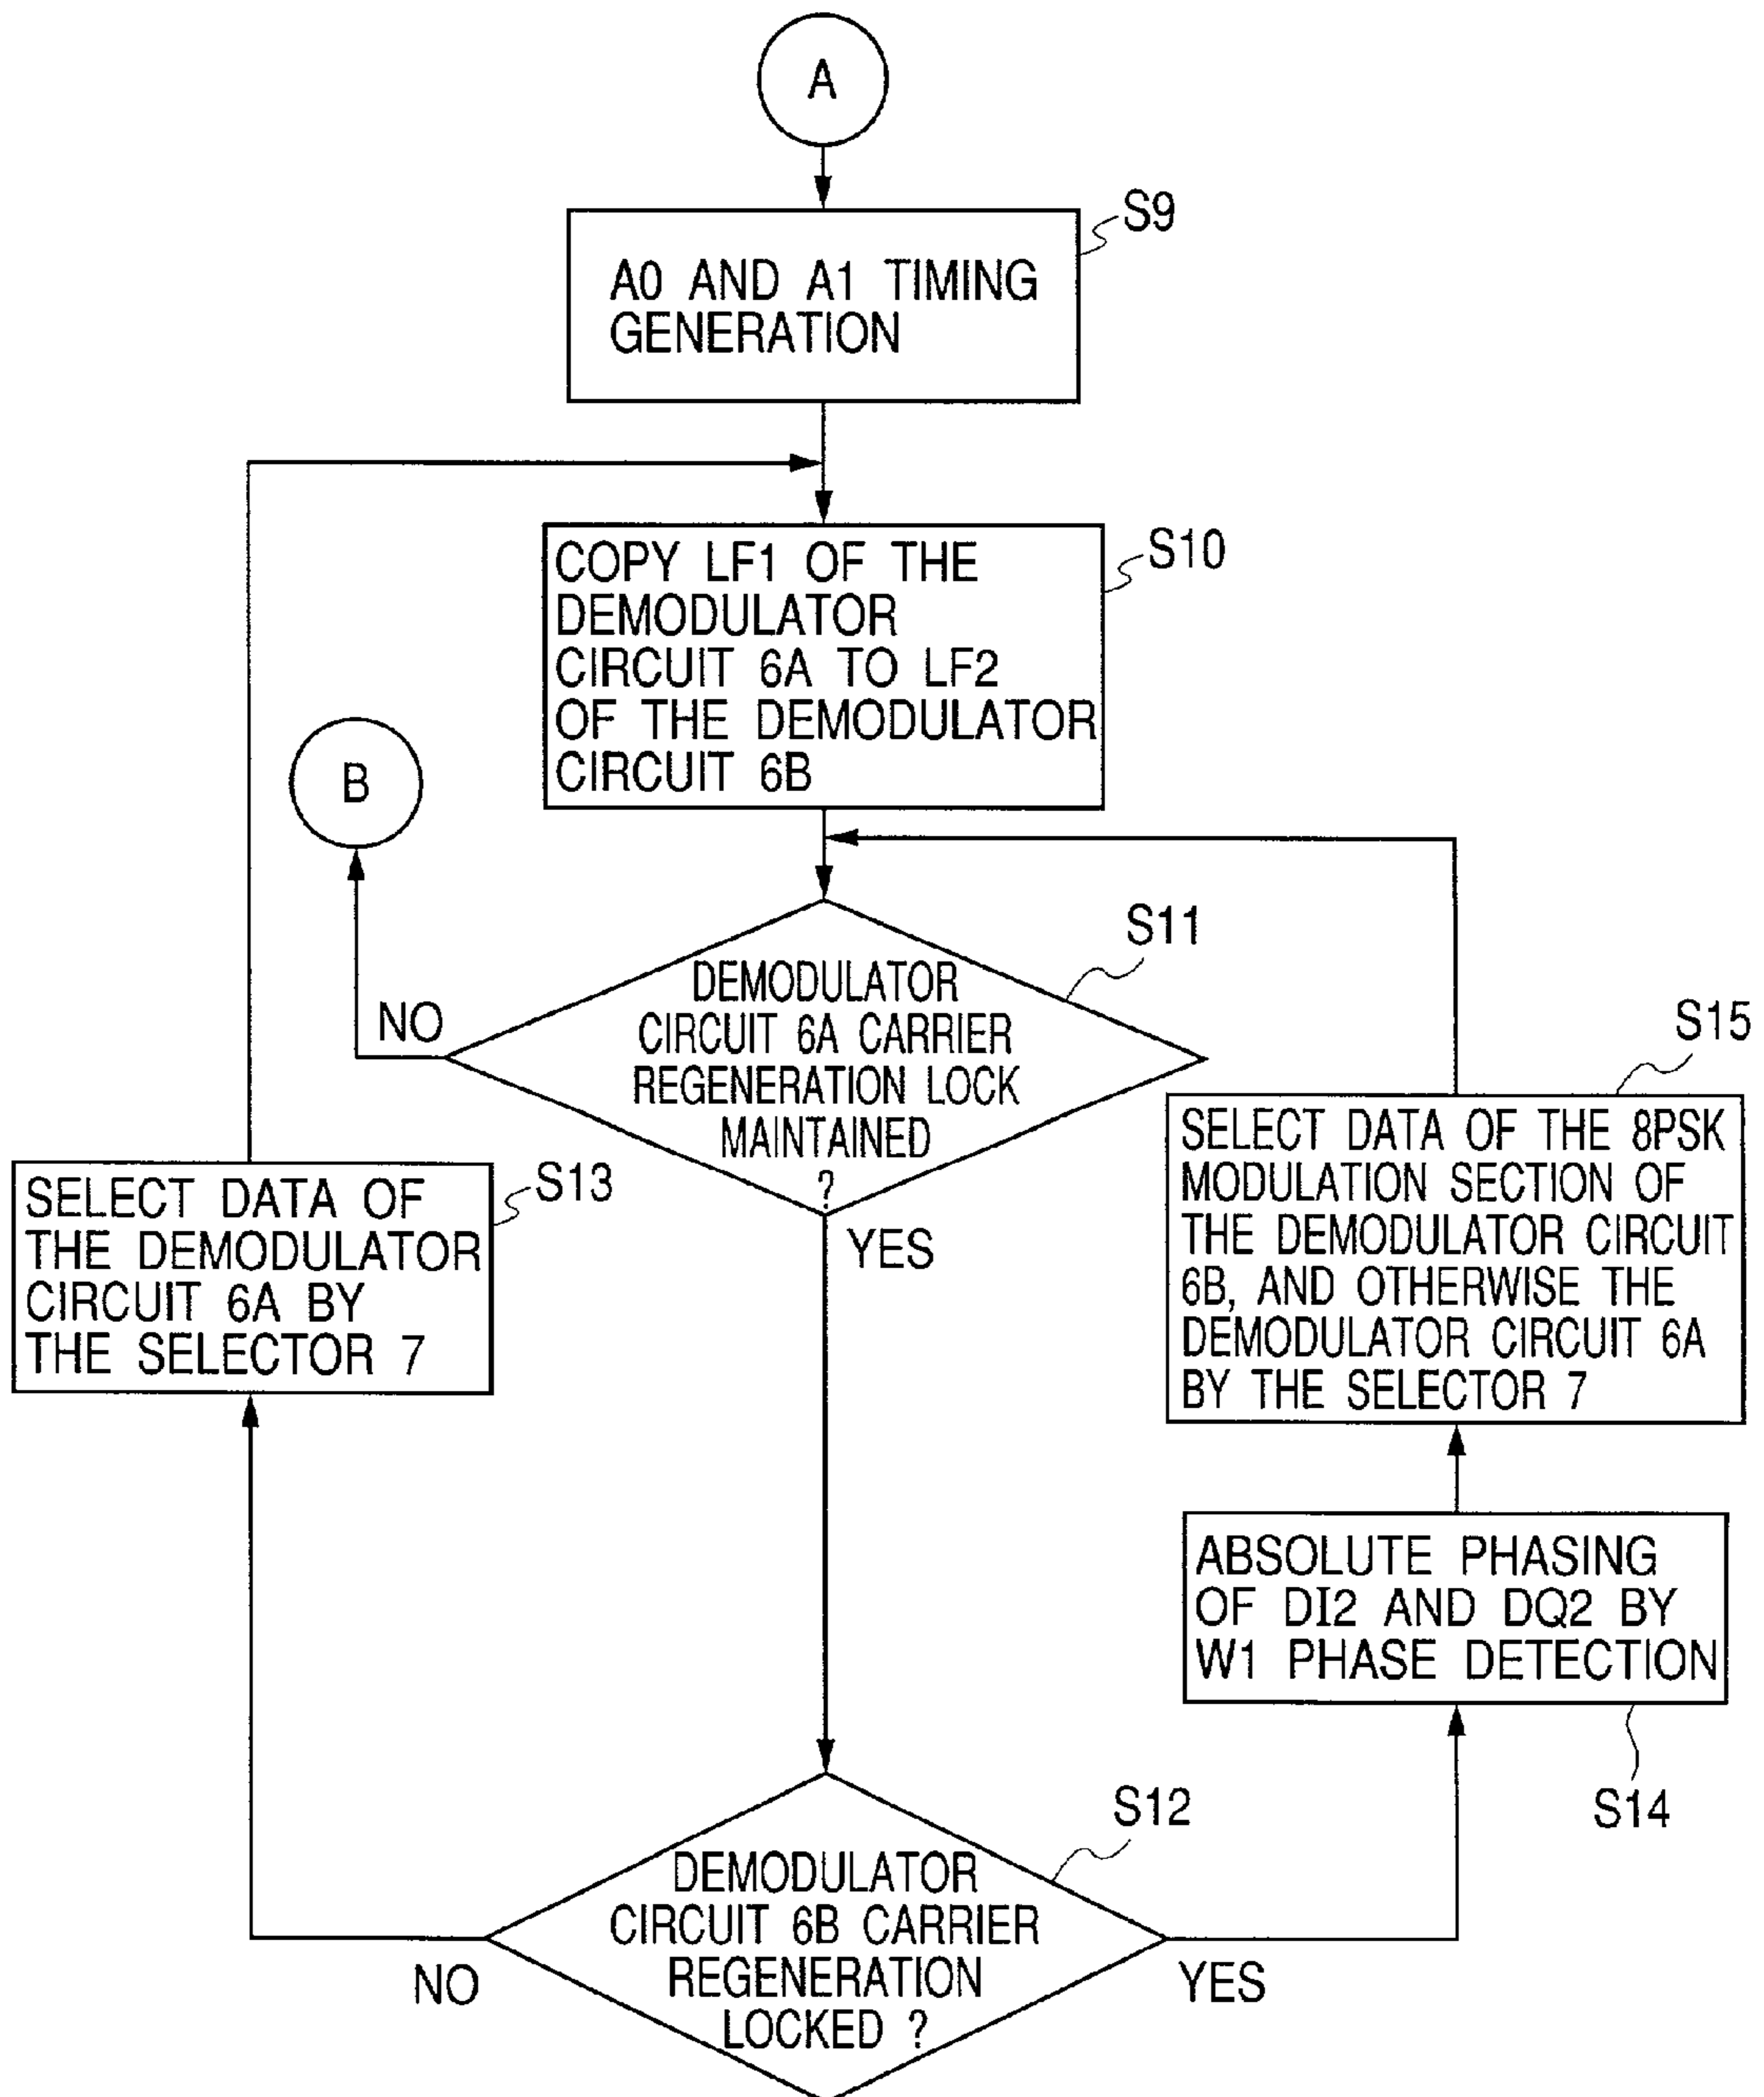 A
S9
A0 AND A1 TIMING
GENERATION
S10
COPY LF1 OF THE
DEMODULATOR
CIRCUIT 6A TO LF2
OF THE DEMODULATOR
CIRCUIT 6B
B
S11
DEMODULATOR
CIRCUIT 6A CARRIER
REGENERATION LOCK
MAINTAINED
?
NO
YES
S15
SELECT DATA OF THE 8PSK
MODULATION SECTION OF
THE DEMODULATOR CIRCUIT
6B, AND OTHERWISE THE
DEMODULATOR CIRCUIT 6A
BY THE SELECTOR 7
S13
SELECT DATA OF
THE DEMODULATOR
CIRCUIT 6A BY
THE SELECTOR 7
ABSOLUTE PHASING
OF DI2 AND DQ2 BY
W1 PHASE DETECTION
S14
S12
DEMODULATOR
CIRCUIT 6B CARRIER
REGENERATION
LOCKED ?
NO
YES